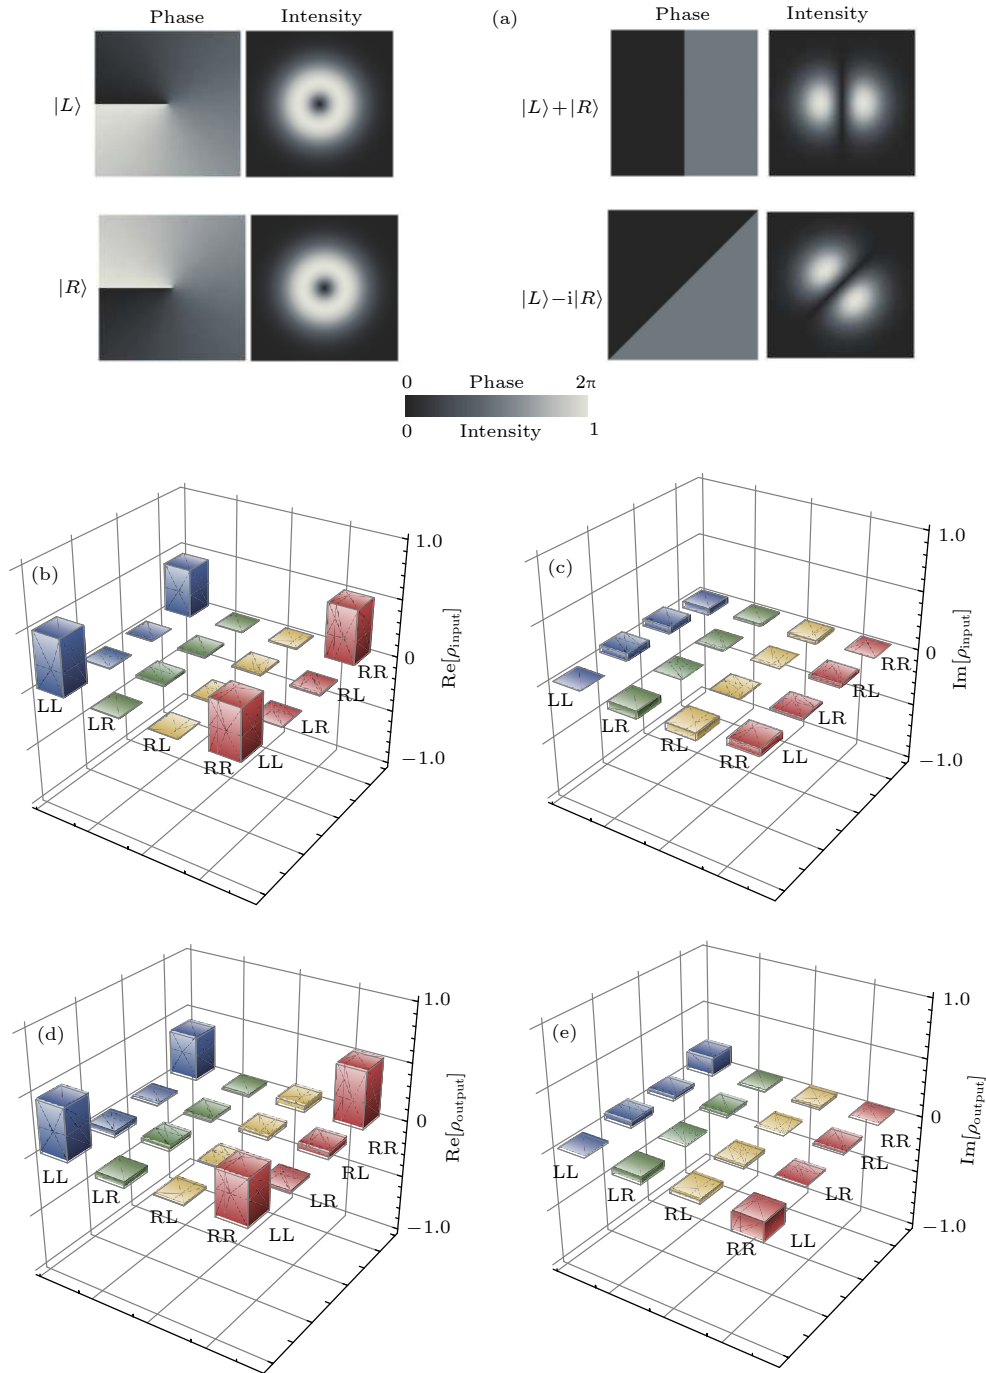 Phase Intensity (a) Phase Intensity
|L⟩ |L⟩+|R⟩
|R⟩ |L⟩−i|R⟩
0 Phase 2π
0 Intensity 1
(b) 1.0
0
−1.0
Re[ρinput]
LL LR RL RR
LL LR RL RR
(c) 1.0
0
−1.0
Im[ρinput]
LL LR RL RR
LL LR RL RR
(d) 1.0
0
−1.0
Re[ρoutput]
LL LR RL RR
LL LR RL RR
(e) 1.0
0
−1.0
Im[ρoutput]
LL LR RL RR
LL LR RL RR